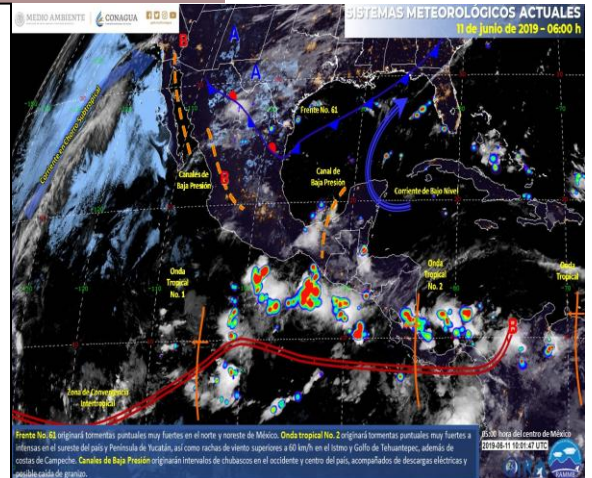 MEDIO AMBIENTE
CONAGUA
SISTEMAS METEOROLÓGICOS ACTUALES
11 de junio de 2019 – 06:00 h
B
A
A
Corriente en Chorro Subtropical
Frente No. 61
Canales de
Baja Presión
B
Canal de
Baja Presión
Corriente de Bajo Nivel
Onda
Tropical
No. 1
Onda
Tropical
No. 2
Onda
Tropical
B
Zona de Convergencia
Intertropical
Frente No. 61 originará tormentas puntuales muy fuertes en el norte y noreste de México. Onda tropical No. 2 originará tormentas puntuales muy fuertes a
intensas en el sureste del país y Península de Yucatán, así como rachas de viento superiores a 60 km/h en el Istmo y Golfo de Tehuantepec, además de
costas de Campeche. Canales de Baja Presión originarán intervalos de chubascos en el occidente y centro del país, acompañados de descargas eléctricas y
posible caída de granizo.
05:00 hora del centro de México
2019-06-11 10:01:47 UTC
RAMMB